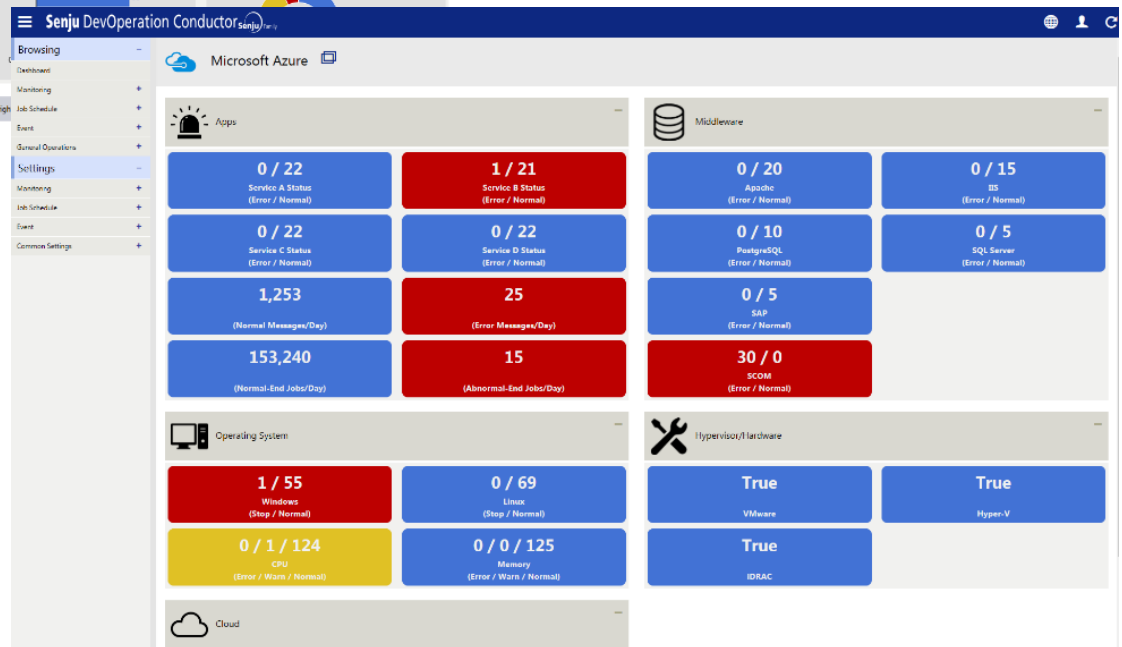 Senju DevOperation Conductor Senju Family
Browsing
Dashboard
Monitoring
Job Schedule
Event
General Operations
Settings
Monitoring
Job Schedule
Event
Common Settings
Microsoft Azure
Apps
0 / 22
Service A Status
(Error / Normal)
1 / 21
Service B Status
(Error / Normal)
0 / 22
Service C Status
(Error / Normal)
0 / 22
Service D Status
(Error / Normal)
1,253
(Normal Messages/Day)
25
(Error Messages/Day)
153,240
(Normal-End Jobs/Day)
15
(Abnormal-End Jobs/Day)
Middleware
0 / 20
Apache
(Error / Normal)
0 / 15
IIS
(Error / Normal)
0 / 10
PostgreSQL
(Error / Normal)
0 / 5
SQL Server
(Error / Normal)
0 / 5
SAP
(Error / Normal)
30 / 0
SCOM
(Error / Normal)
Operating System
1 / 55
Windows
(Stop / Normal)
0 / 69
Linux
(Stop / Normal)
0 / 1 / 124
CPU
(Error / Warn / Normal)
0 / 0 / 125
Memory
(Error / Warn / Normal)
Hypervisor/Hardware
True
VMware
True
Hyper-V
True
IDRAC
Cloud